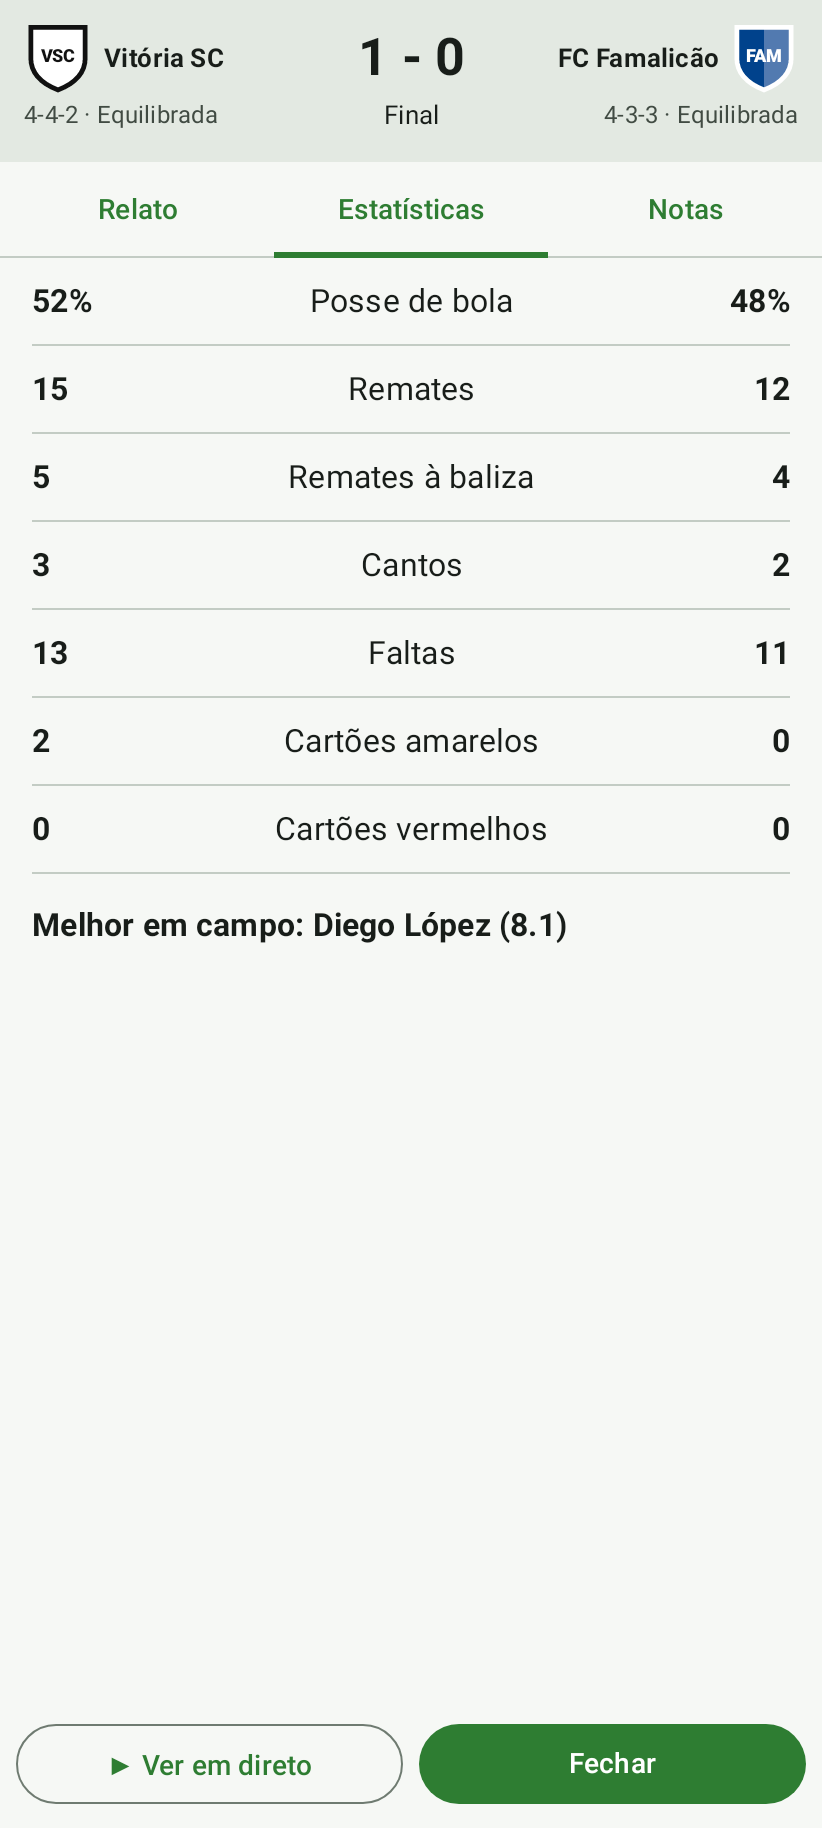 VSC Vitória SC 1 - 0 FC Famalicão FAM
4-4-2 · Equilibrada Final 4-3-3 · Equilibrada
Relato Estatísticas Notas
52% Posse de bola 48%
15 Remates 12
5 Remates à baliza 4
3 Cantos 2
13 Faltas 11
2 Cartões amarelos 0
0 Cartões vermelhos 0
Melhor em campo: Diego López (8.1)
► Ver em direto Fechar